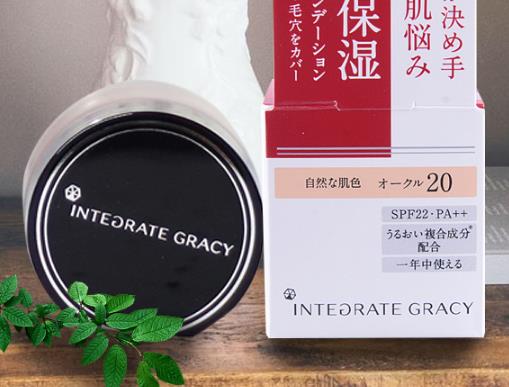 決め手
肌悩み
保湿
ンデーション
毛穴をカバー
自然な肌色 オークル 20
SPF22・PA++
うるおい複合成分*
配合
一年中使える
INTEGRATE GRACY
INTEGRATE GRACY